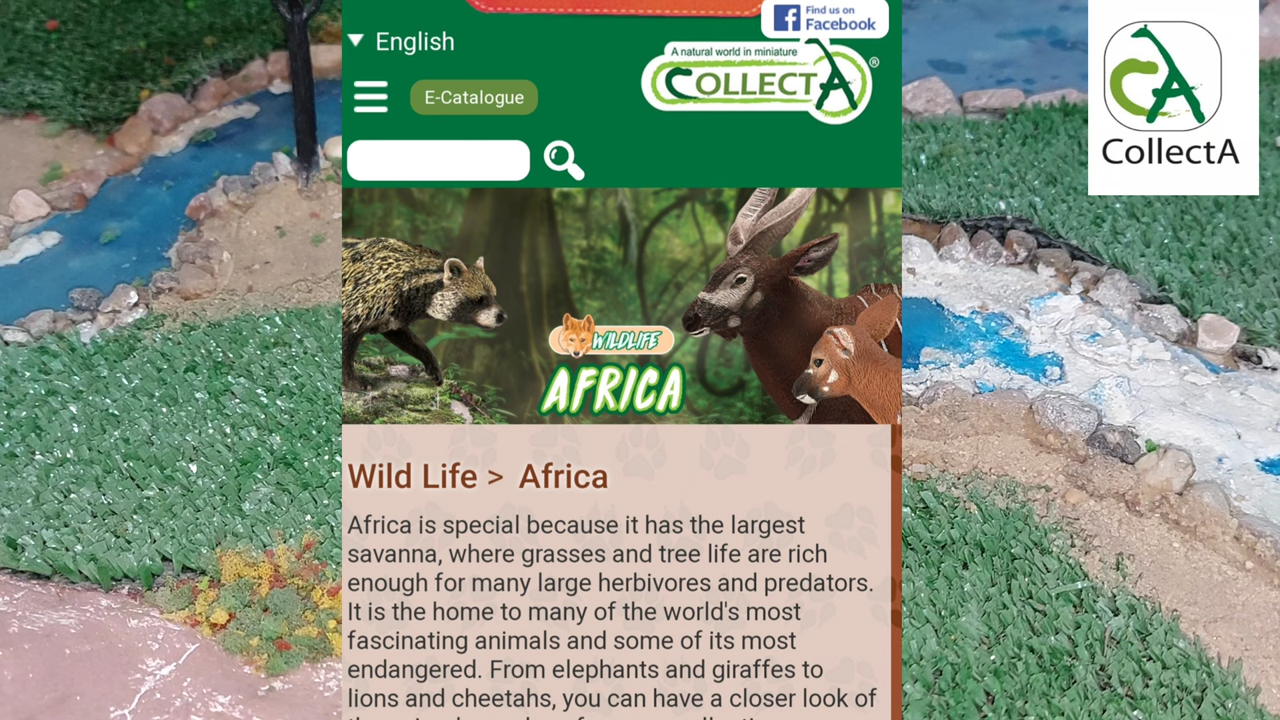 Find us on
Facebook
English
A natural world in miniature
COLLECTA®
E-Catalogue
CollectA
WILDLIFE
AFRICA
Wild Life > Africa
Africa is special because it has the largest
savanna, where grasses and tree life are rich
enough for many large herbivores and predators.
It is the home to many of the world's most
fascinating animals and some of its most
endangered. From elephants and giraffes to
lions and cheetahs, you can have a closer look of